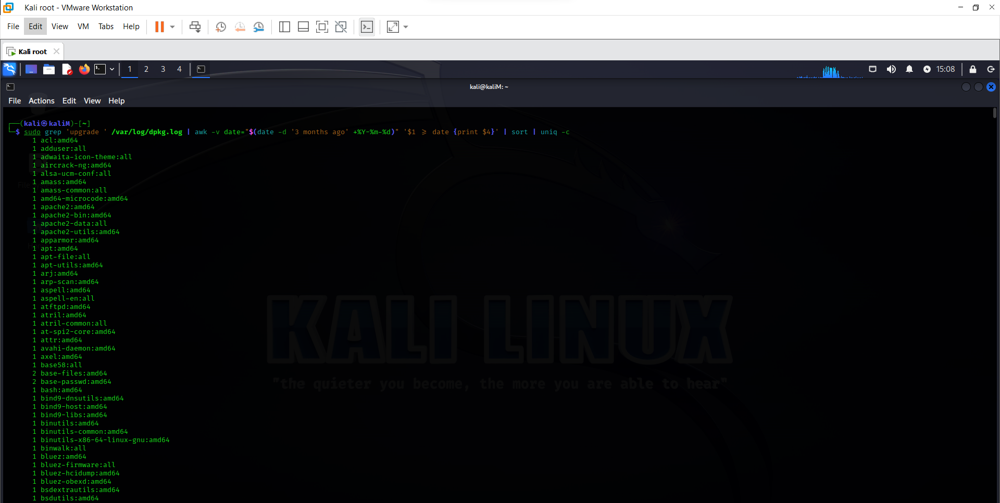 Kali root - VMware Workstation
File Edit View VM Tabs Help
Kali root
1 2 3 4 15:08
kali@kaliM: ~
File Actions Edit View Help
┌──(kali㉿kaliM)-[~]
└─$ sudo grep 'upgrade ' /var/log/dpkg.log | awk -v date="$(date -d '3 months ago' +%Y-%m-%d)" '$1 >= date {print $4}' | sort | uniq -c
1 acl:amd64
1 adduser:all
1 adwaita-icon-theme:all
1 aircrack-ng:amd64
1 alsa-ucm-conf:all
1 amass:amd64
1 amass-common:all
1 amd64-microcode:amd64
1 apache2:amd64
1 apache2-bin:amd64
1 apache2-data:all
1 apache2-utils:amd64
1 apparmor:amd64
1 apt:amd64
1 apt-file:all
1 apt-utils:amd64
1 arj:amd64
1 arp-scan:amd64
1 aspell:amd64
1 aspell-en:all
1 atftpd:amd64
1 atril:amd64
1 atril-common:all
1 at-spi2-core:amd64
1 attr:amd64
1 avahi-daemon:amd64
1 axel:amd64
1 base58:all
2 base-files:amd64
2 base-passwd:amd64
1 bash:amd64
1 bind9-dnsutils:amd64
1 bind9-host:amd64
1 bind9-libs:amd64
1 binutils:amd64
1 binutils-common:amd64
1 binutils-x86-64-linux-gnu:amd64
1 binwalk:all
1 bluez:amd64
1 bluez-firmware:all
1 bluez-hcidump:amd64
1 bluez-obexd:amd64
1 bsdextrautils:amd64
1 bsdutils:amd64
KALI LINUX
"the quieter you become, the more you are able to hear"